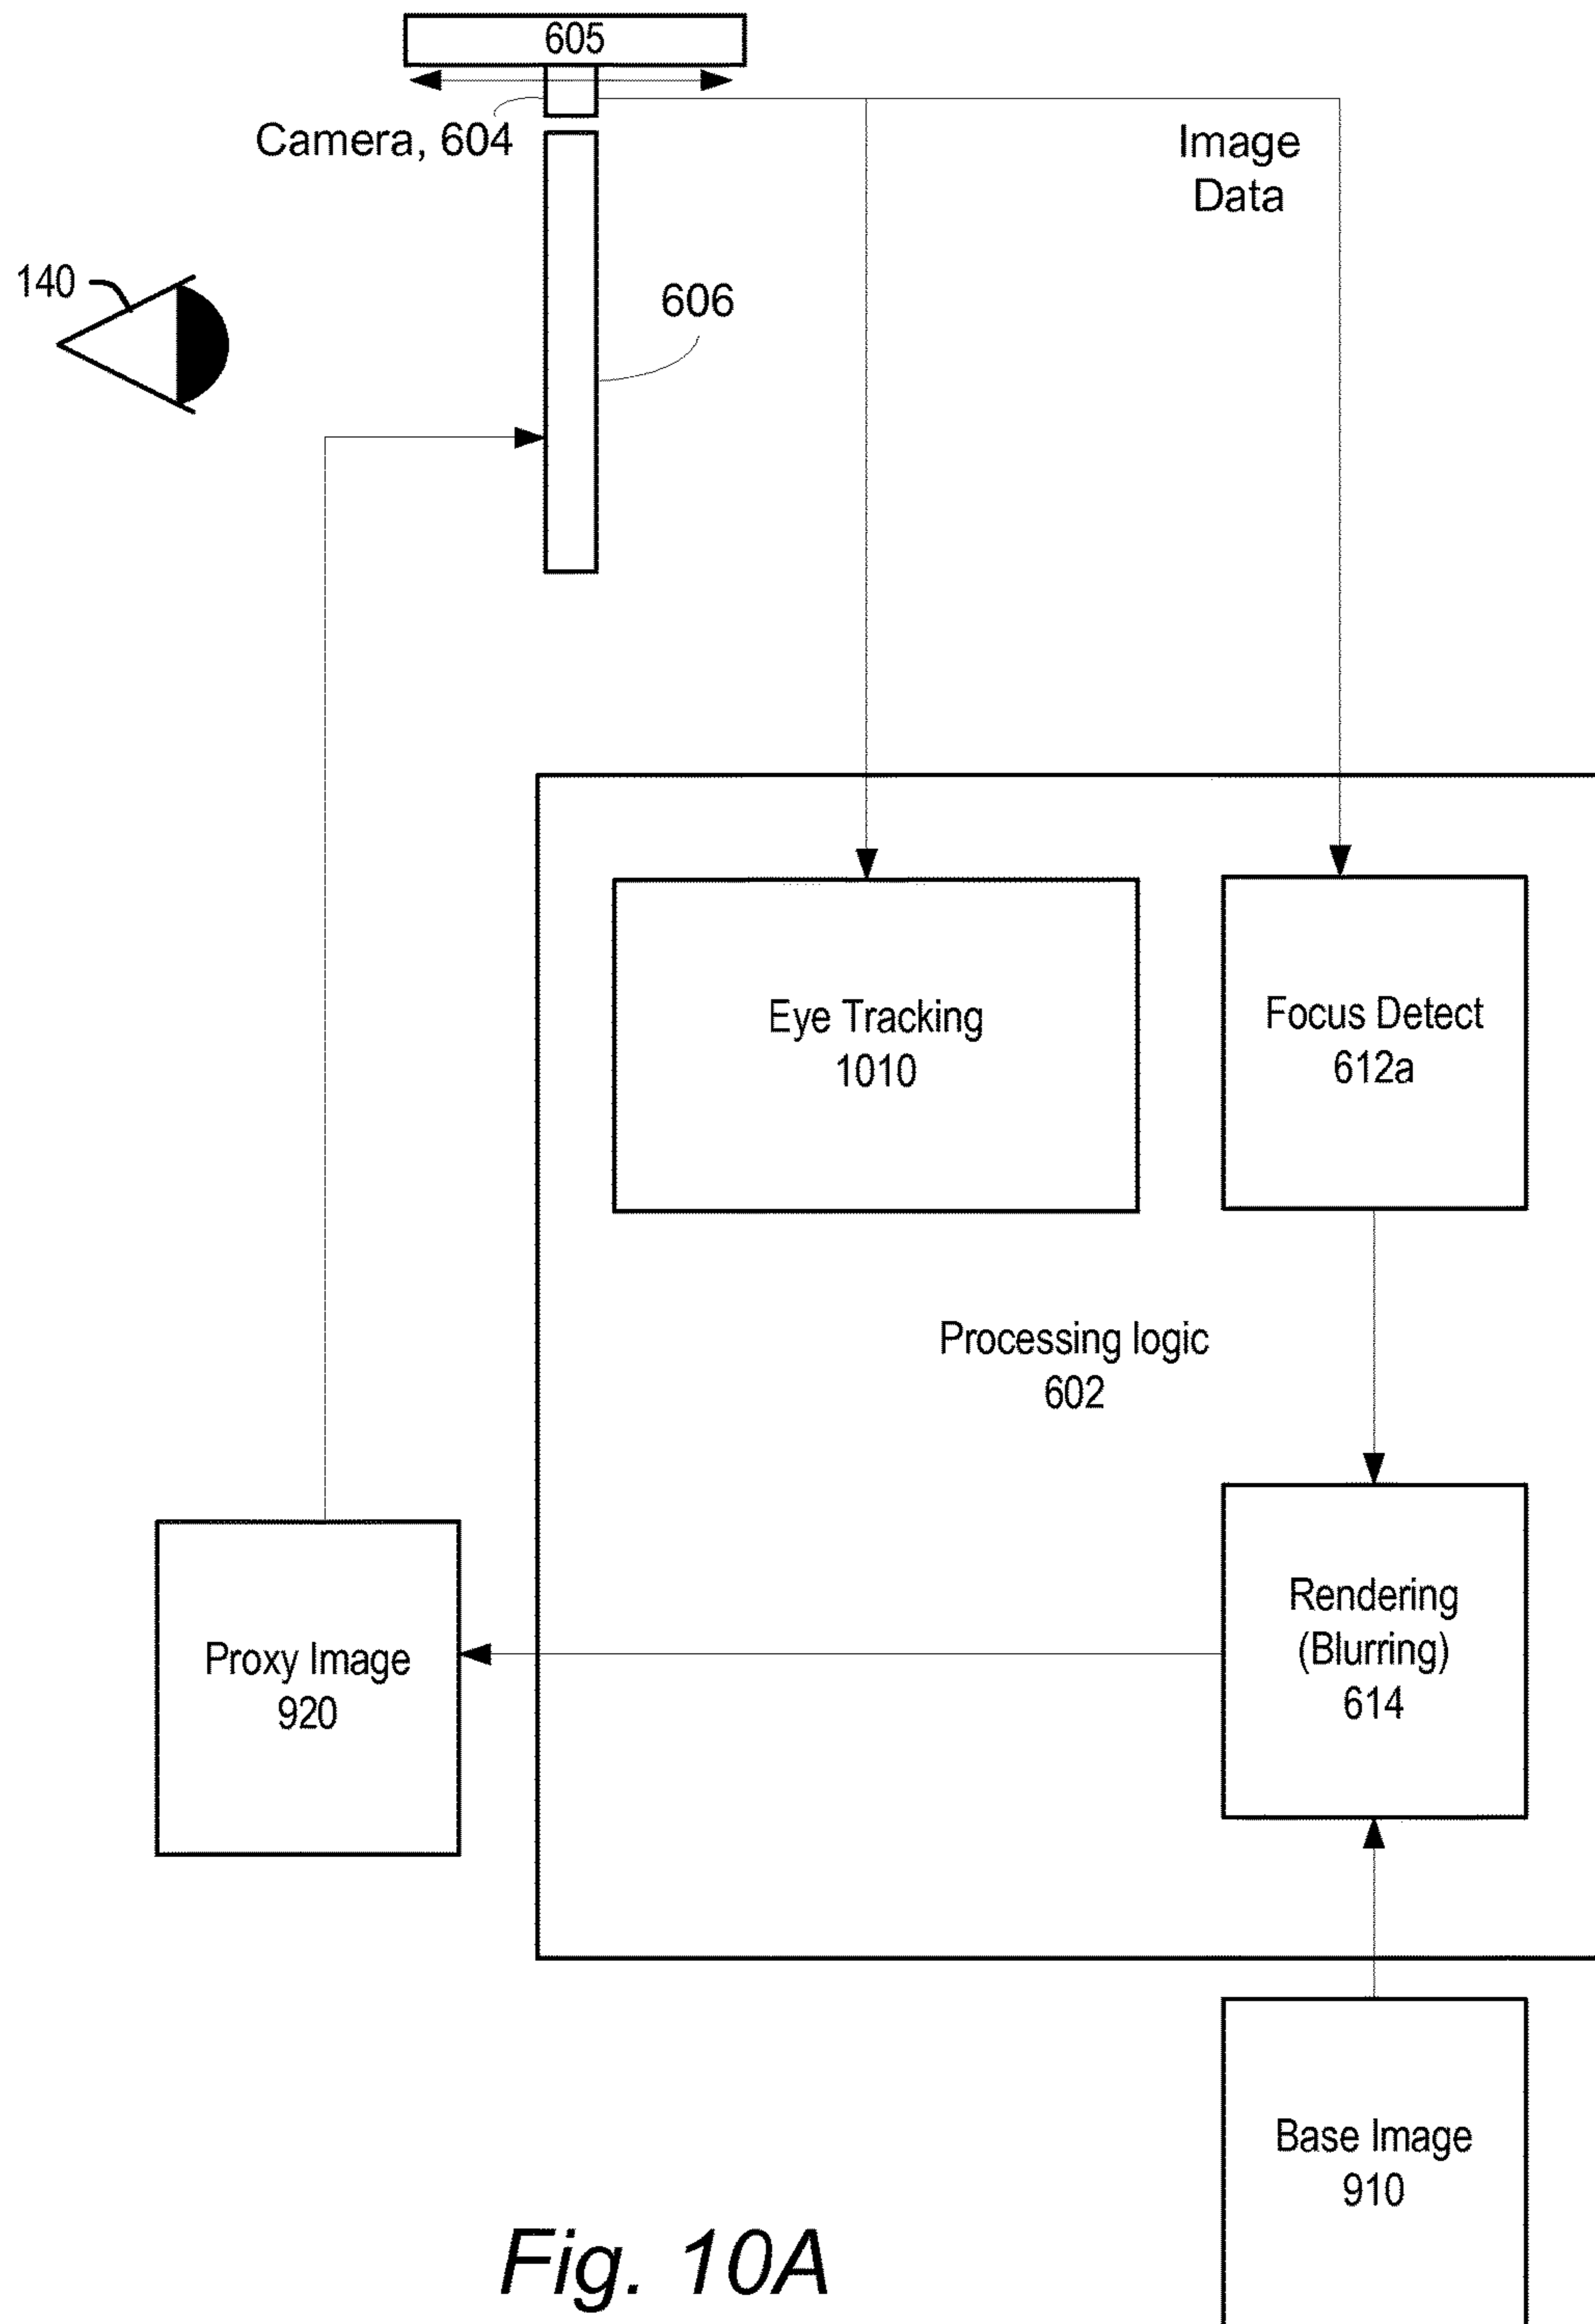 605
Camera, 604
Image
Data
140
606
Eye Tracking
1010
Focus Detect
612a
Processing logic
602
Rendering
(Blurring)
614
Proxy Image
920
Base Image
910
Fig. 10A